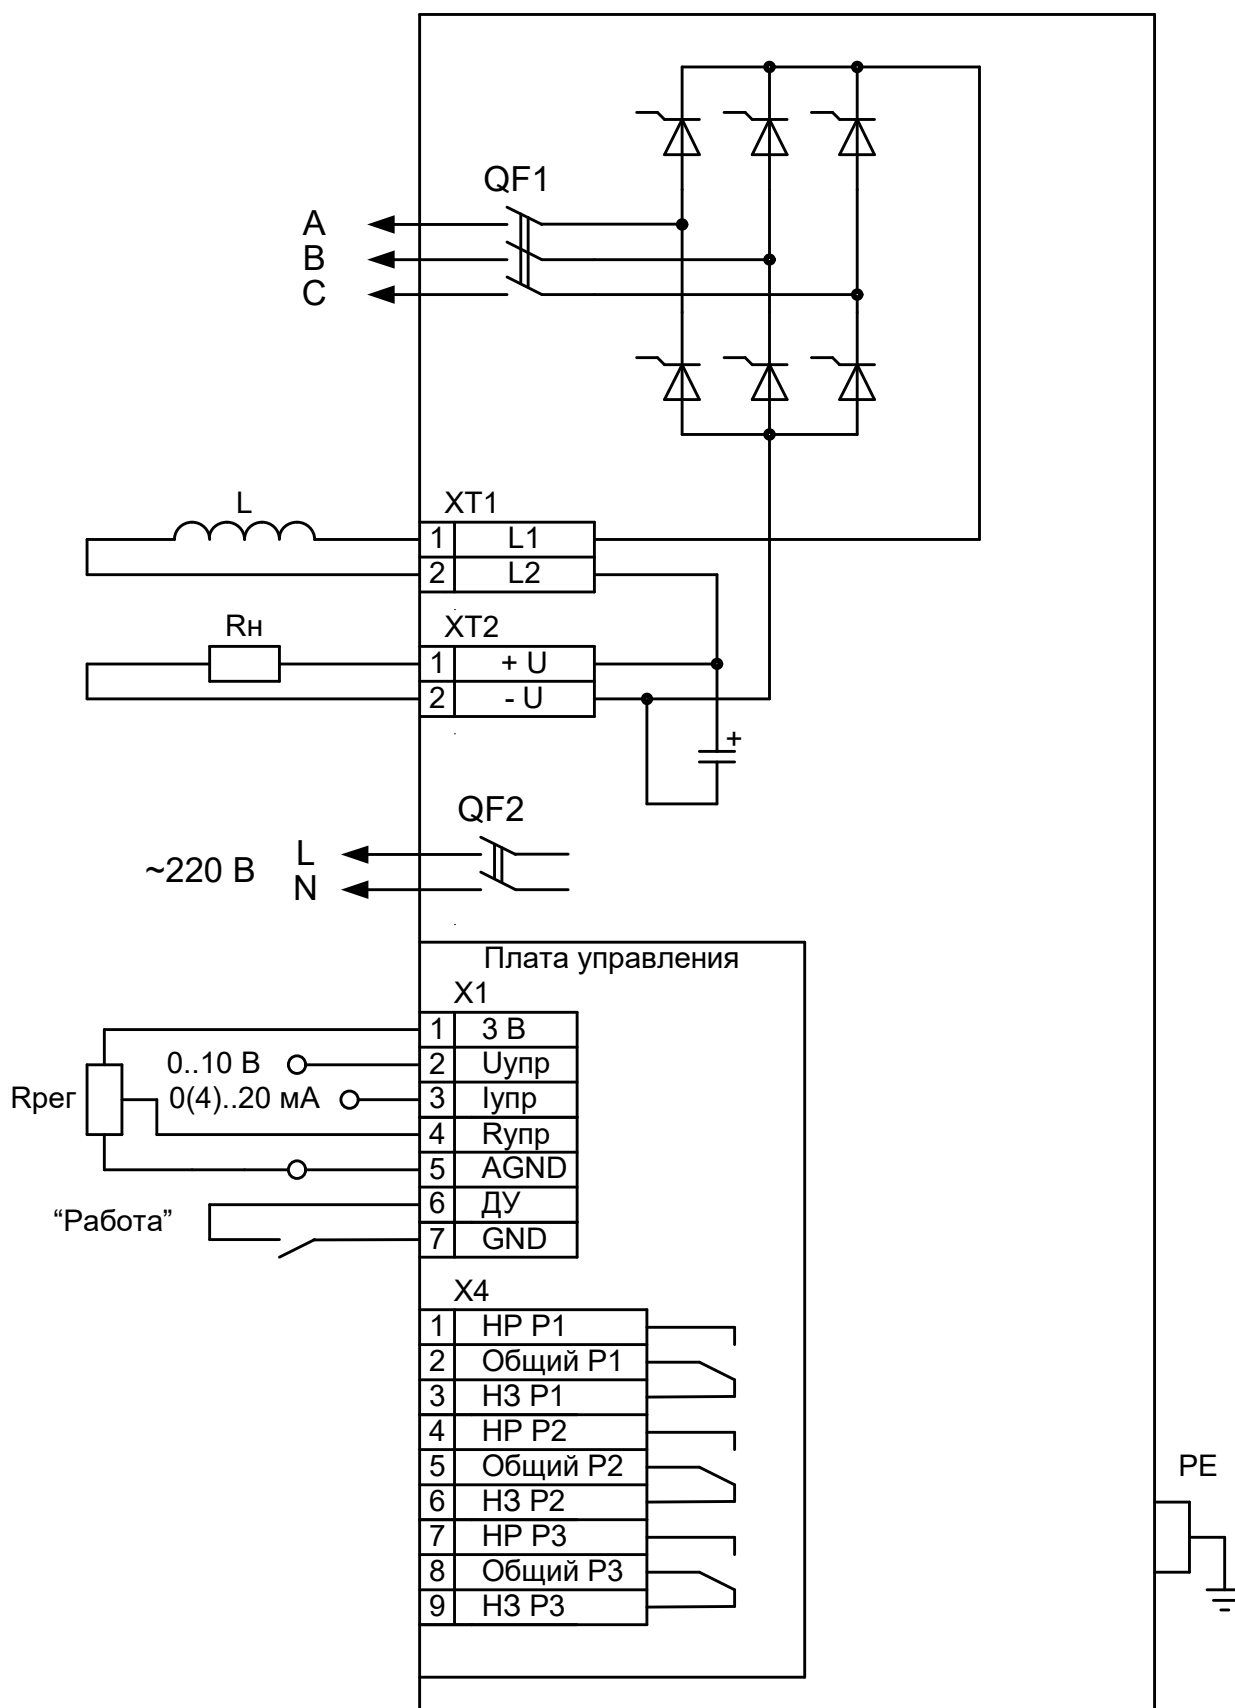 QF1
A
B
C
L
XT1
1 L1
2 L2
Rн
XT2
1 + U
2 - U
+
QF2
~220 В
L
N
Плата управления
X1
1 3 В
0..10 В 2 Uупр
Rрег 0(4)..20 мА 3 Iупр
4 Rупр
5 AGND
“Работа” 6 ДУ
7 GND
X4
1 НР Р1
2 Общий Р1
3 НЗ Р1
4 НР Р2
5 Общий Р2
6 НЗ Р2
7 НР Р3
8 Общий Р3
9 НЗ Р3
PE